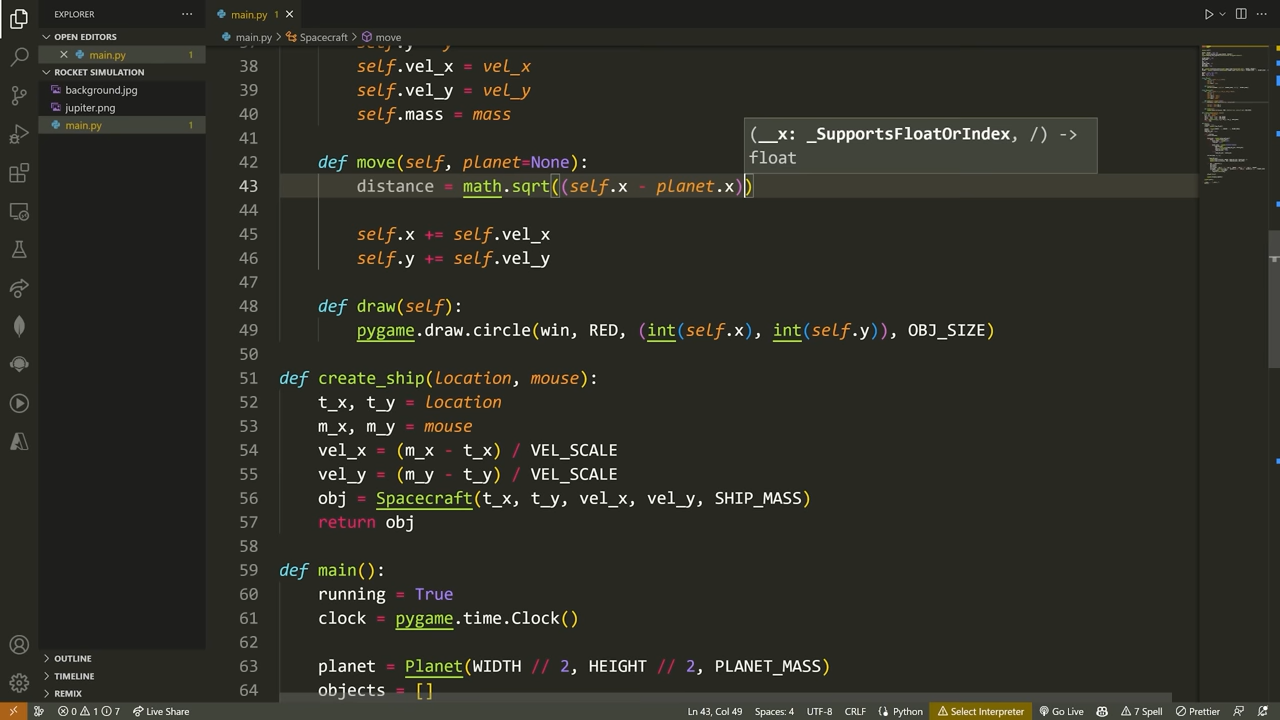 EXPLORER
main.py 1
OPEN EDITORS
main.py 1
ROCKET SIMULATION
background.jpg
jupiter.png
main.py 1
OUTLINE
TIMELINE
REMIX
main.py > Spacecraft > move
38 self.vel_x = vel_x
39 self.vel_y = vel_y
40 self.mass = mass
41
42 def move(self, planet=None):
43 distance = math.sqrt((self.x - planet.x))
44
45 self.x += self.vel_x
46 self.y += self.vel_y
47
48 def draw(self):
49 pygame.draw.circle(win, RED, (int(self.x), int(self.y)), OBJ_SIZE)
50
51 def create_ship(location, mouse):
52 t_x, t_y = location
53 m_x, m_y = mouse
54 vel_x = (m_x - t_x) / VEL_SCALE
55 vel_y = (m_y - t_y) / VEL_SCALE
56 obj = Spacecraft(t_x, t_y, vel_x, vel_y, SHIP_MASS)
57 return obj
58
59 def main():
60 running = True
61 clock = pygame.time.Clock()
62
63 planet = Planet(WIDTH // 2, HEIGHT // 2, PLANET_MASS)
64 objects = []
(__x: _SupportsFloatOrIndex, /) ->
float
0 1 7 Live Share Ln 43, Col 49 Spaces: 4 UTF-8 CRLF Python Select Interpreter Go Live 7 Spell Prettier